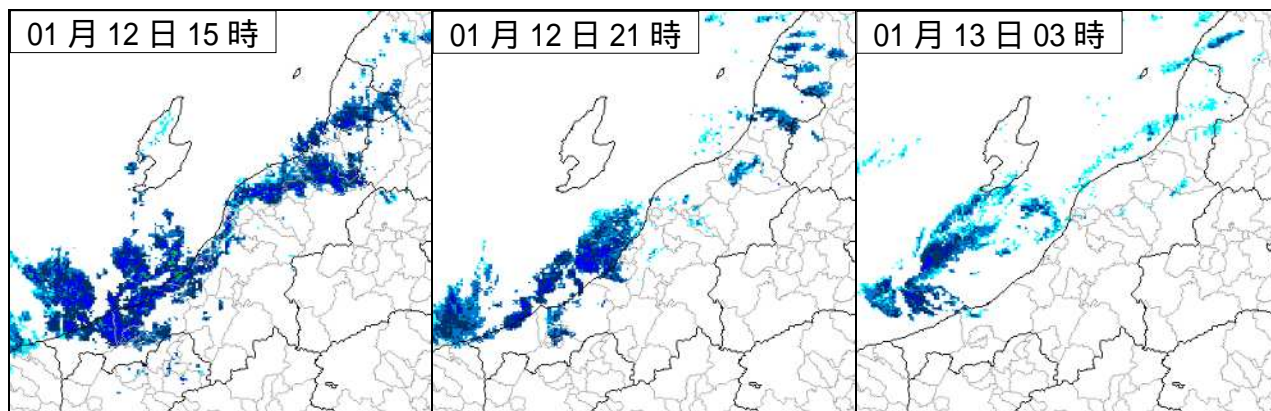 01 月 12 日 15 時
01 月 12 日 21 時
01 月 13 日 03 時